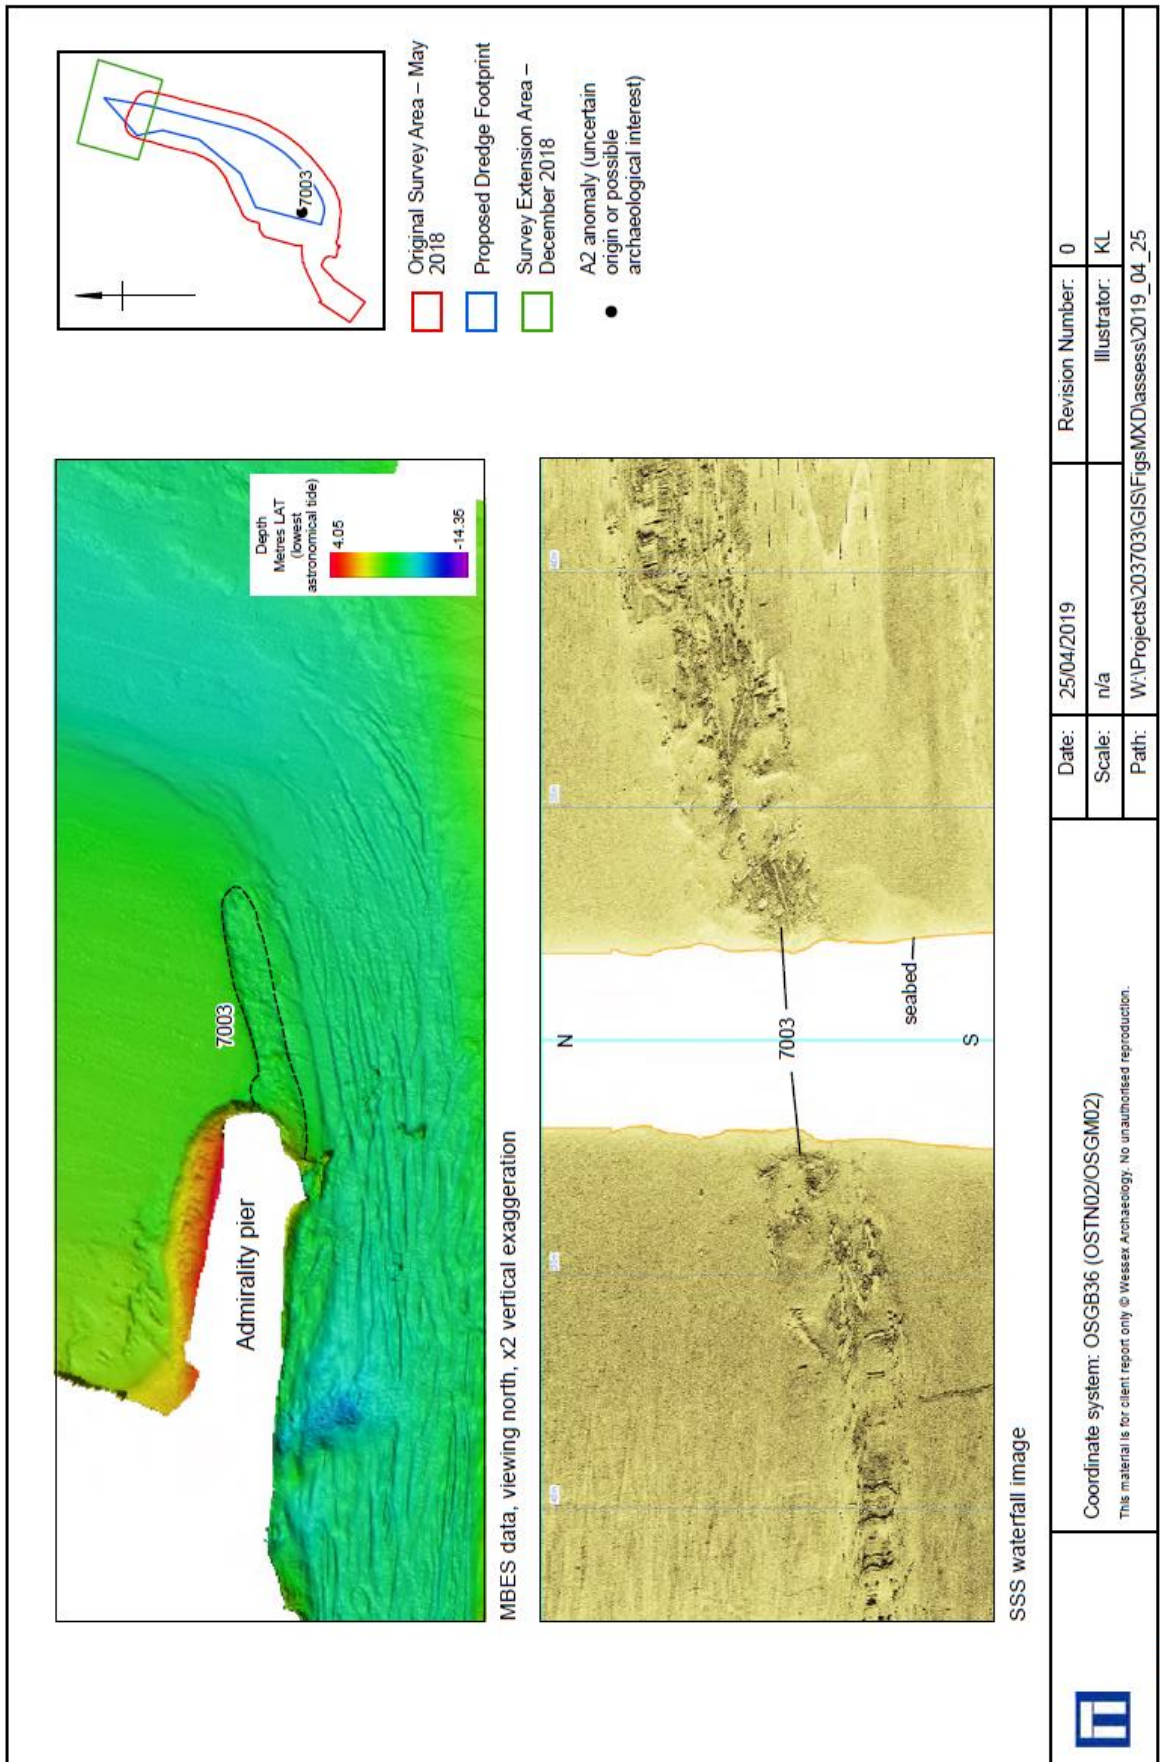 Admirality pier
7003
Depth
Metres LAT
(lowest
astronomical tide)
4.05
-14.35
MBES data, viewing north, x2 vertical exaggeration
7003
Original Survey Area – May
2018
Proposed Dredge Footprint
Survey Extension Area –
December 2018
A2 anomaly (uncertain
origin or possible
archaeological interest)
N
7003
seabed
S
SSS waterfall image
Coordinate system: OSGB36 (OSTN02/OSGM02)
This material is for client report only © Wessex Archaeology. No unauthorised reproduction.
Date: 25/04/2019 Revision Number: 0
Scale: n/a Illustrator: KL
Path: W:\Projects\203703\GIS\FigsMXD\assess\2019_04_25